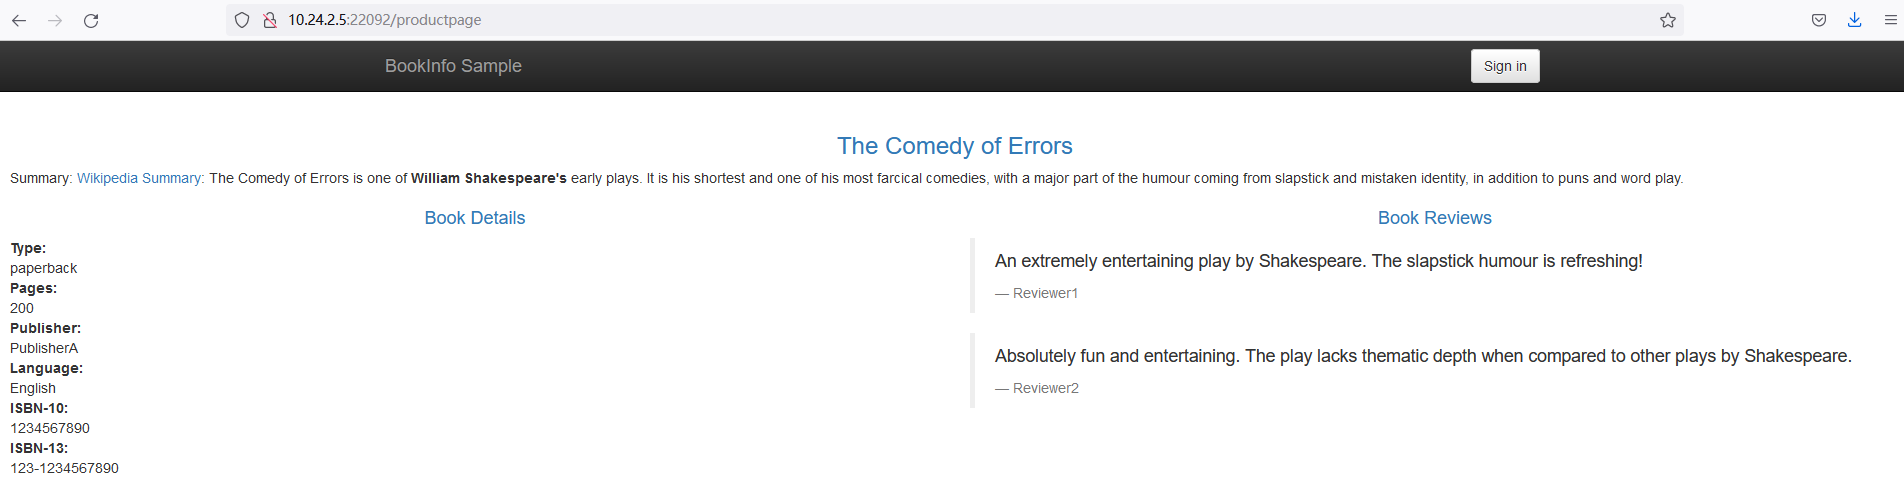 10.24.2.5:22092/productpage
BookInfo Sample
Sign in
The Comedy of Errors
Summary: Wikipedia Summary: The Comedy of Errors is one of William Shakespeare's early plays. It is his shortest and one of his most farcical comedies, with a major part of the humour coming from slapstick and mistaken identity, in addition to puns and word play.
Book Details
Type:
paperback
Pages:
200
Publisher:
PublisherA
Language:
English
ISBN-10:
1234567890
ISBN-13:
123-1234567890
Book Reviews
An extremely entertaining play by Shakespeare. The slapstick humour is refreshing!
— Reviewer1
Absolutely fun and entertaining. The play lacks thematic depth when compared to other plays by Shakespeare.
— Reviewer2